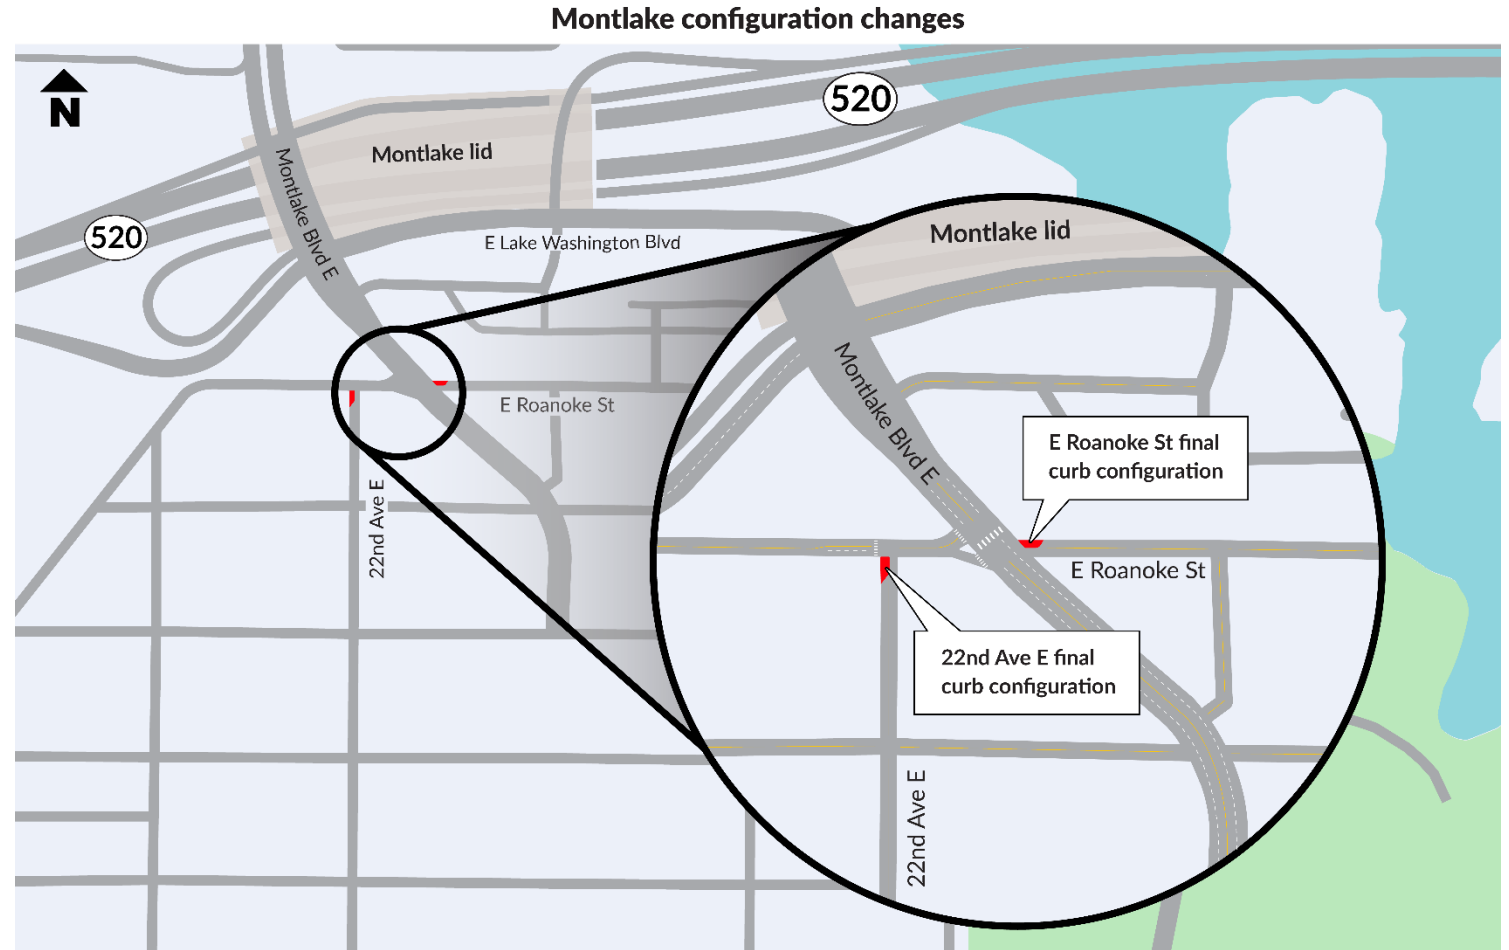 Montlake configuration changes
N
520
Montlake lid
Montlake Blvd E
520
E Lake Washington Blvd
E Roanoke St
22nd Ave E
Montlake lid
Montlake Blvd E
E Roanoke St final
curb configuration
E Roanoke St
22nd Ave E final
curb configuration
22nd Ave E